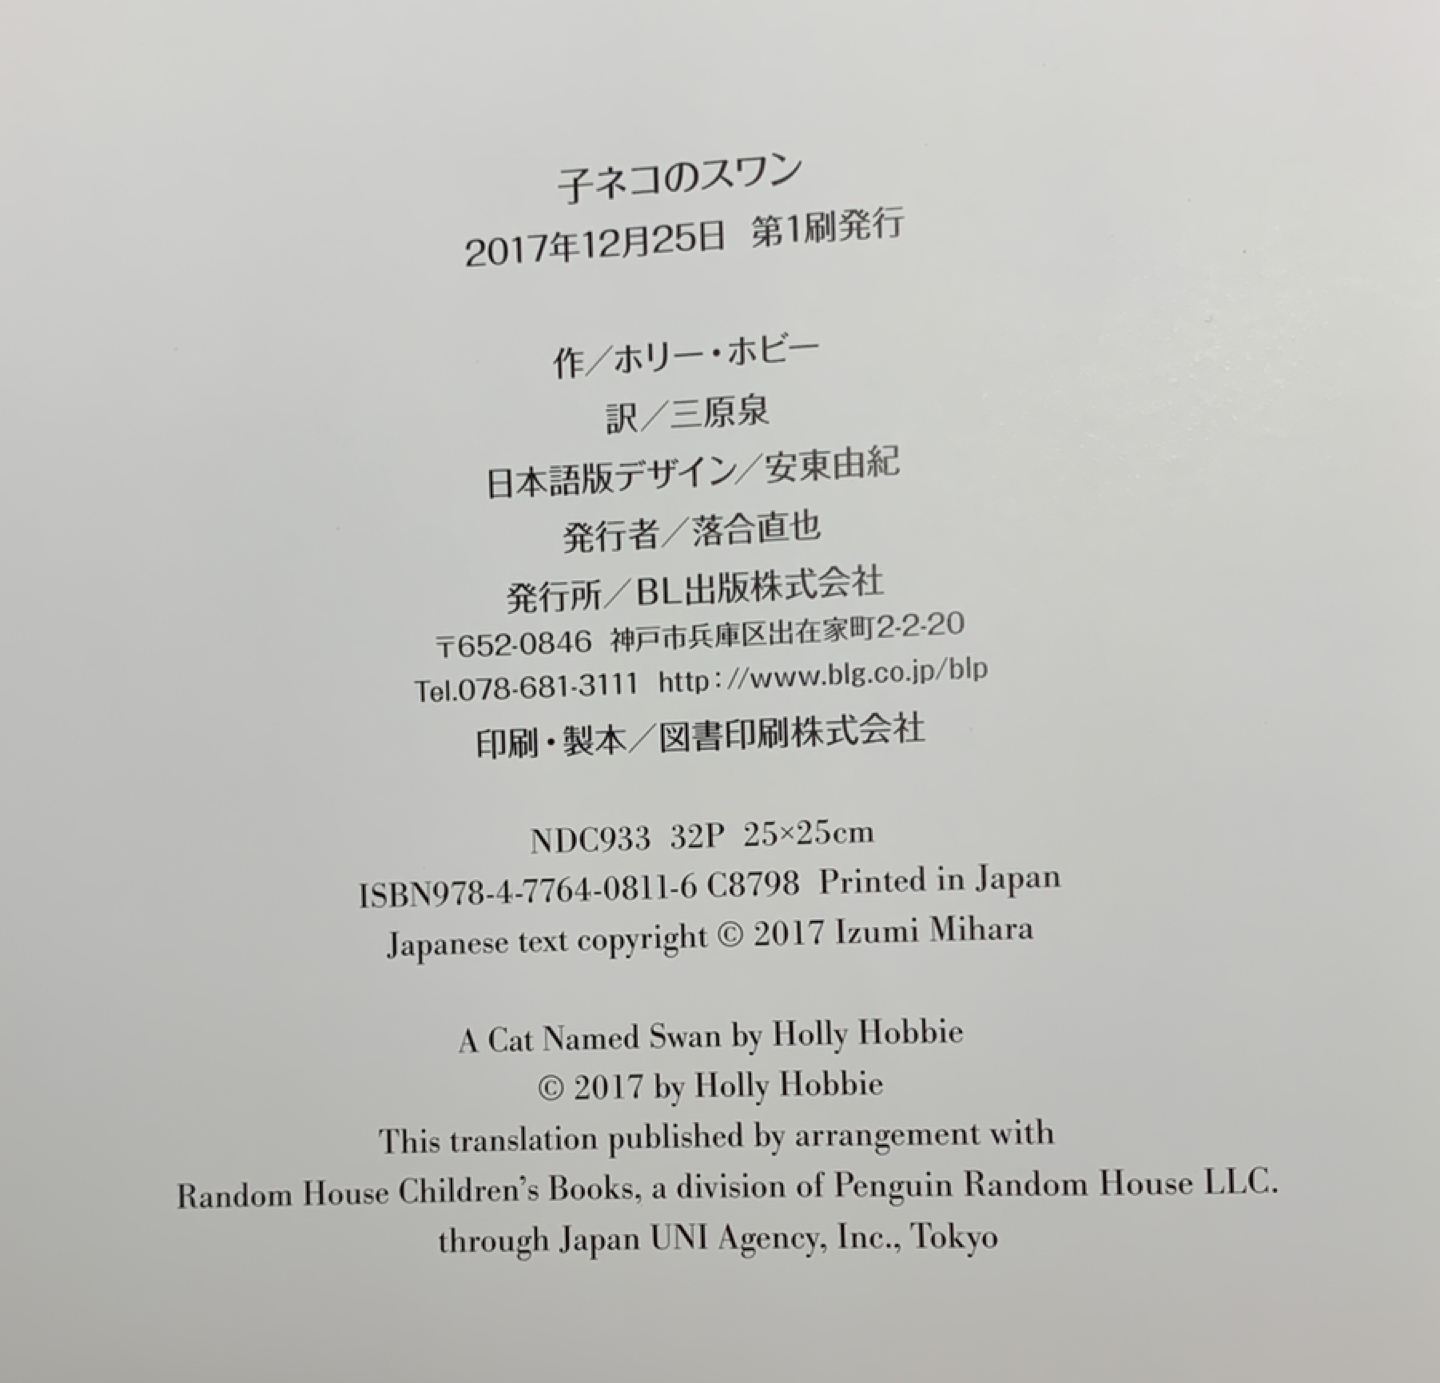 子ネコのスワン
2017年12月25日 第1刷発行
作／ホリー・ホビー
訳／三原泉
日本語版デザイン／安東由紀
発行者／落合直也
発行所／BL出版株式会社
〒652-0846 神戸市兵庫区出在家町2-2-20
Tel.078-681-3111 http://www.blg.co.jp/blp
印刷・製本／図書印刷株式会社
NDC933 32P 25×25cm
ISBN978-4-7764-0811-6 C8798 Printed in Japan
Japanese text copyright © 2017 Izumi Mihara
A Cat Named Swan by Holly Hobbie
© 2017 by Holly Hobbie
This translation published by arrangement with
Random House Children's Books, a division of Penguin Random House LLC.
through Japan UNI Agency, Inc., Tokyo